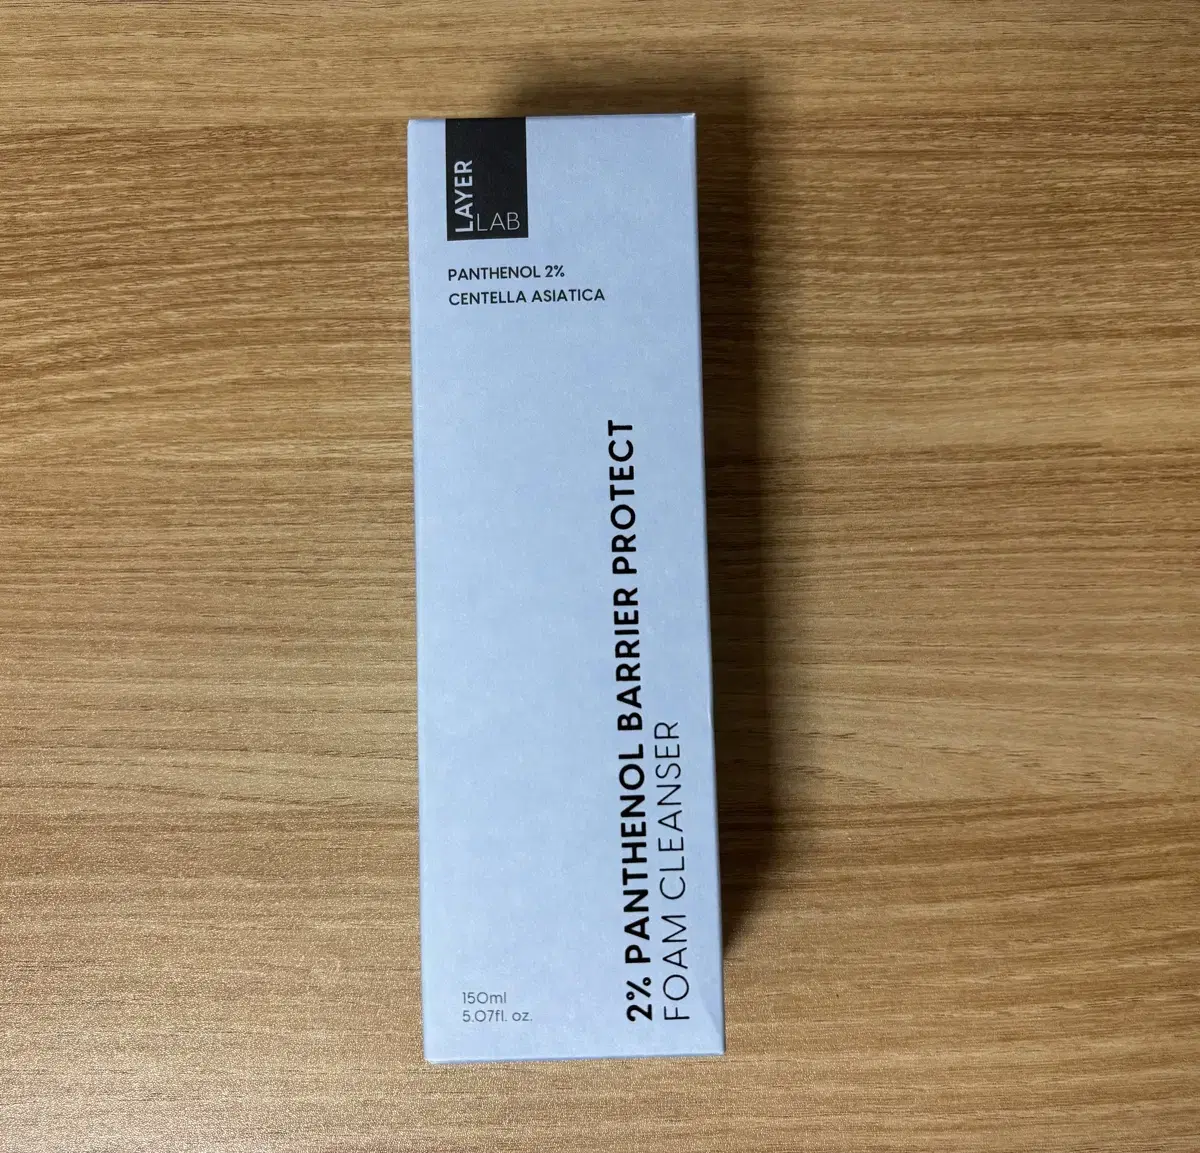 LAYER
LAB
PANTHENOL 2%
CENTELLA ASIATICA
2% PANTHENOL BARRIER PROTECT
FOAM CLEANSER
150ml
5.07fl. oz.